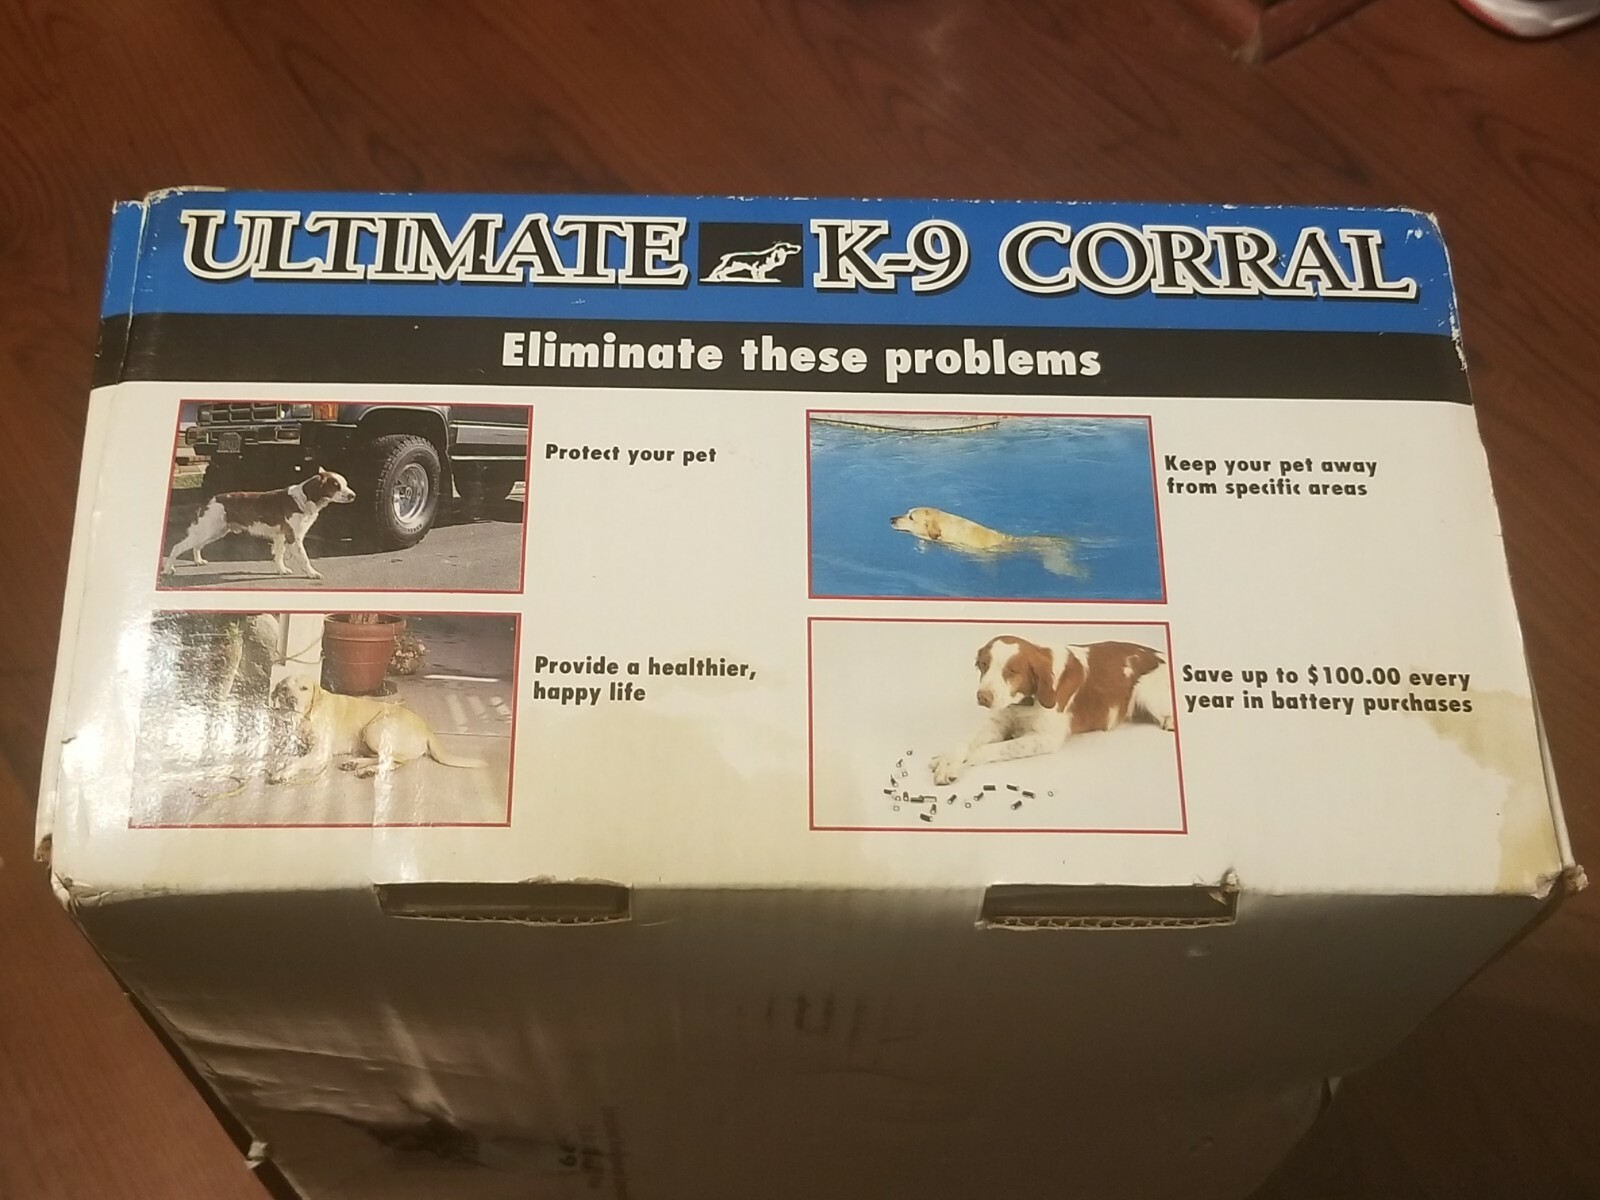 ULTIMATE K-9 CORRAL
Eliminate these problems
Protect your pet
Keep your pet away
from specific areas
Provide a healthier,
happy life
Save up to $100.00 every
year in battery purchases